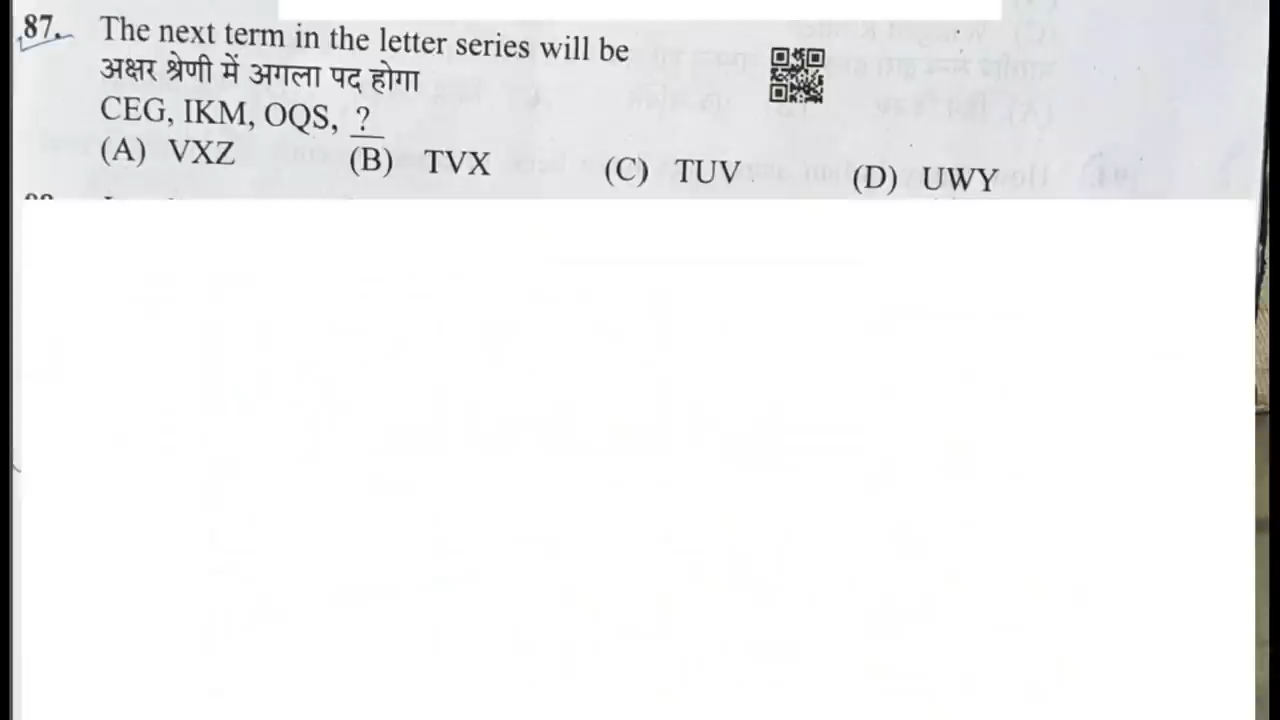 87. The next term in the letter series will be
अक्षर श्रेणी में अगला पद होगा
CEG, IKM, OQS, ?
(A) VXZ (B) TVX (C) TUV (D) UWY